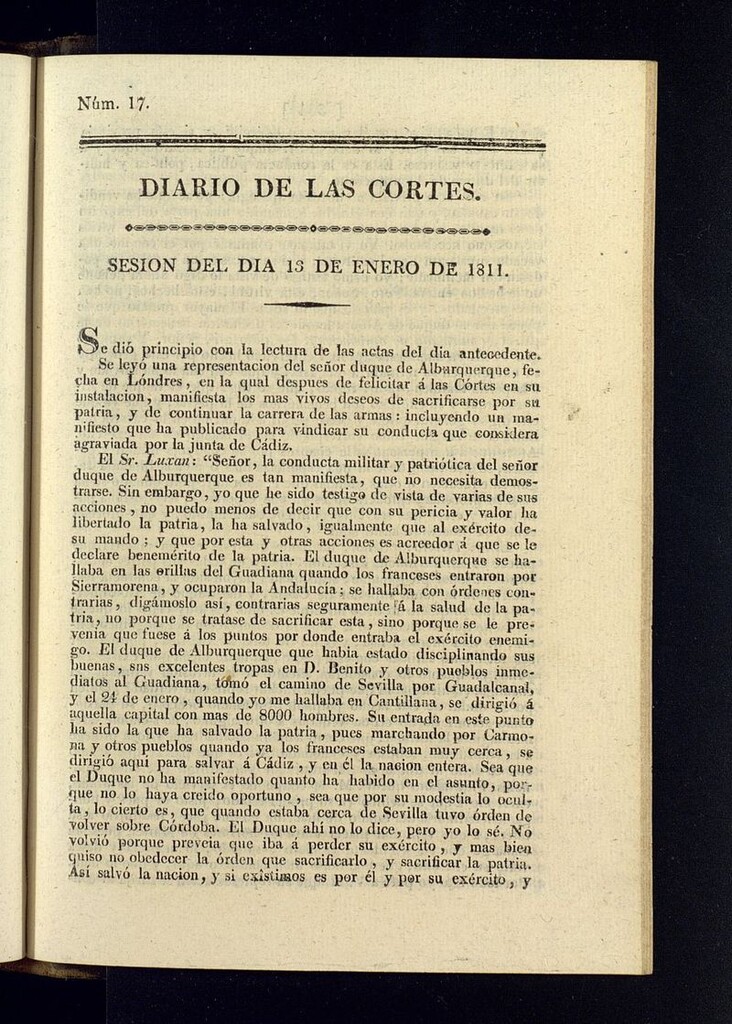 Núm. 17.
DIARIO DE LAS CORTES.
SESION DEL DIA 13 DE ENERO DE 1811.
Se dió principio con la lectura de las actas del dia antecedente.
Se leyó una representacion del señor duque de Alburquerque, fe-
cha en Lóndres, en la qual despues de felicitar á las Córtes en su
instalacion, manifiesta los mas vivos deseos de sacrificarse por su
patria, y de continuar la carrera de las armas: incluyendo un ma-
nifiesto que ha publicado para vindicar su conducta que considera
agraviada por la junta de Cádiz.
El Sr. Luxan: "Señor, la conducta militar y patriótica del señor
duque de Alburquerque es tan manifiesta, que no necesita demos-
trarse. Sin embargo, yo que he sido testigo de vista de varias de sus
acciones, no puedo menos de decir que con su pericia y valor ha
libertado la patria, la ha salvado, igualmente que al exército de-
su mando; y que por esta y otras acciones es acreedor á que se le
declare benemérito de la patria. El duque de Alburquerque se ha-
llaba en las orillas del Guadiana quando los franceses entraron por
Sierramorena, y ocuparon la Andalucía: se hallaba con órdenes con-
trarias, digámoslo así, contrarias seguramente á la salud de la pa-
tria, no porque se tratase de sacrificar esta, sino porque se le pre-
venia que fuese á los puntos por donde entraba el exército enemi-
go. El duque de Alburquerque que habia estado disciplinando sus
buenas, sns excelentes tropas en D. Benito y otros pueblos inme-
diatos al Guadiana, tomó el camino de Sevilla por Guadalcanal,
y el 24 de enero, quando yo me hallaba en Cantillana, se dirigió á
aquella capital con mas de 8000 hombres. Su entrada en este punto
ha sido la que ha salvado la patria, pues marchando por Carmo-
na y otros pueblos quando ya los franceses estaban muy cerca, se
dirigió aquí para salvar á Cádiz, y en él la nacion entera. Sea que
el Duque no ha manifestado quanto ha habido en el asunto, por-
que no lo haya creido oportuno, sea que por su modestia lo ocul-
ta, lo cierto es, que quando estaba cerca de Sevilla tuvo órden de
volver sobre Córdoba. El Duque ahí no lo dice, pero yo lo sé. No
volvió porque preveia que iba á perder su exército, y mas bien
quiso no obedecer la órden que sacrificarlo, y sacrificar la patria.
Así salvó la nacion, y si existimos es por él y por su exército, y